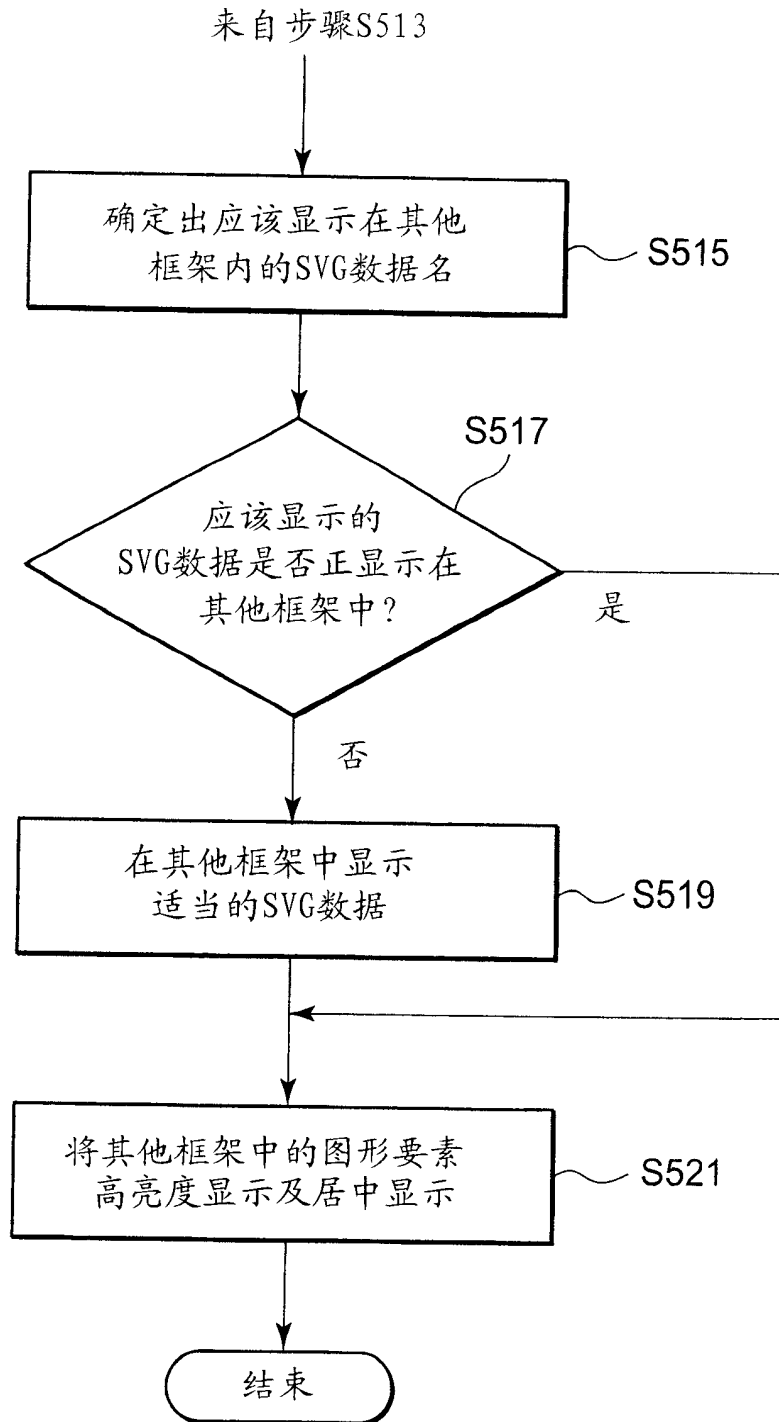 来自步骤S513
确定出应该显示在其他
框架内的SVG数据名
S515
S517
应该显示的
SVG数据是否正显示在
其他框架中?
是
否
在其他框架中显示
适当的SVG数据
S519
将其他框架中的图形要素
高亮度显示及居中显示
S521
结束